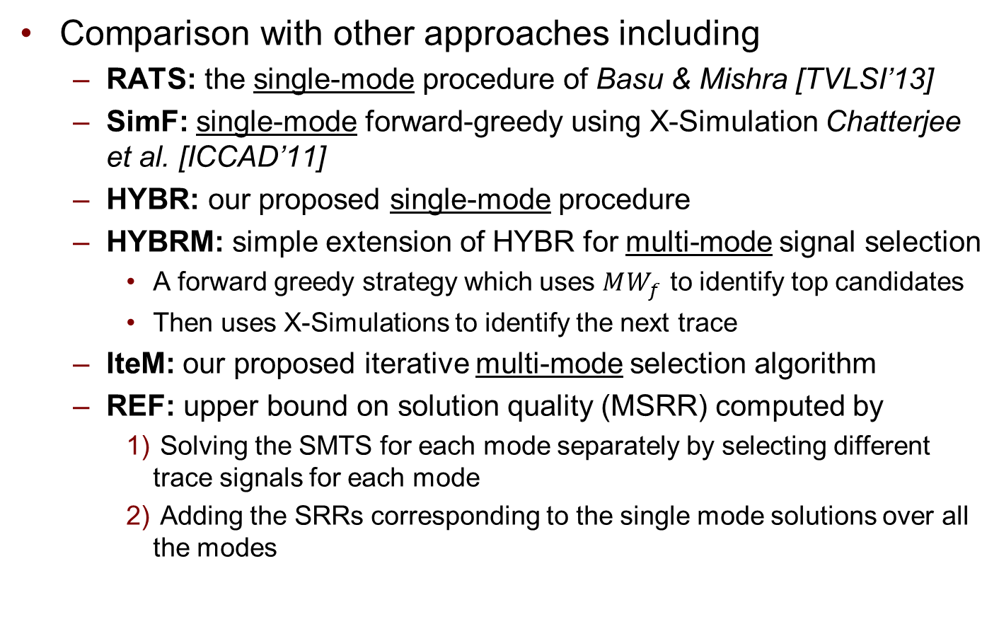 • Comparison with other approaches including
– RATS: the single-mode procedure of Basu & Mishra [TVLSI’13]
– SimF: single-mode forward-greedy using X-Simulation Chatterjee
et al. [ICCAD’11]
– HYBR: our proposed single-mode procedure
– HYBRM: simple extension of HYBR for multi-mode signal selection
• A forward greedy strategy which uses 𝑀𝑊𝑓 to identify top candidates
• Then uses X-Simulations to identify the next trace
– IteM: our proposed iterative multi-mode selection algorithm
– REF: upper bound on solution quality (MSRR) computed by
1) Solving the SMTS for each mode separately by selecting different
trace signals for each mode
2) Adding the SRRs corresponding to the single mode solutions over all
the modes